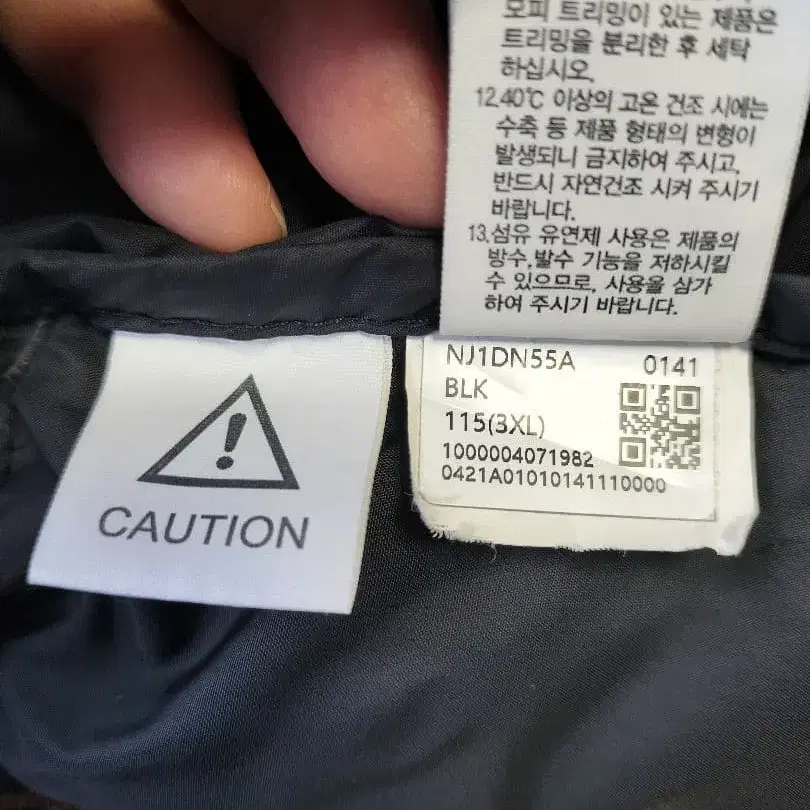 모피 트리밍이 있는 제품은
트리밍을 분리한 후 세탁
하십시오.
12.40℃ 이상의 고온 건조 시에는
수축 등 제품 형태의 변형이
발생되니 금지하여 주시고,
반드시 자연건조 시켜 주시기
바랍니다.
13.섬유 유연제 사용은 제품의
방수,발수 기능을 저하시킬
수 있으므로, 사용을 삼가
하여 주시기 바랍니다.
NJ1DN55A 0141
BLK
115(3XL)
1000004071982
0421A01010141110000
CAUTION